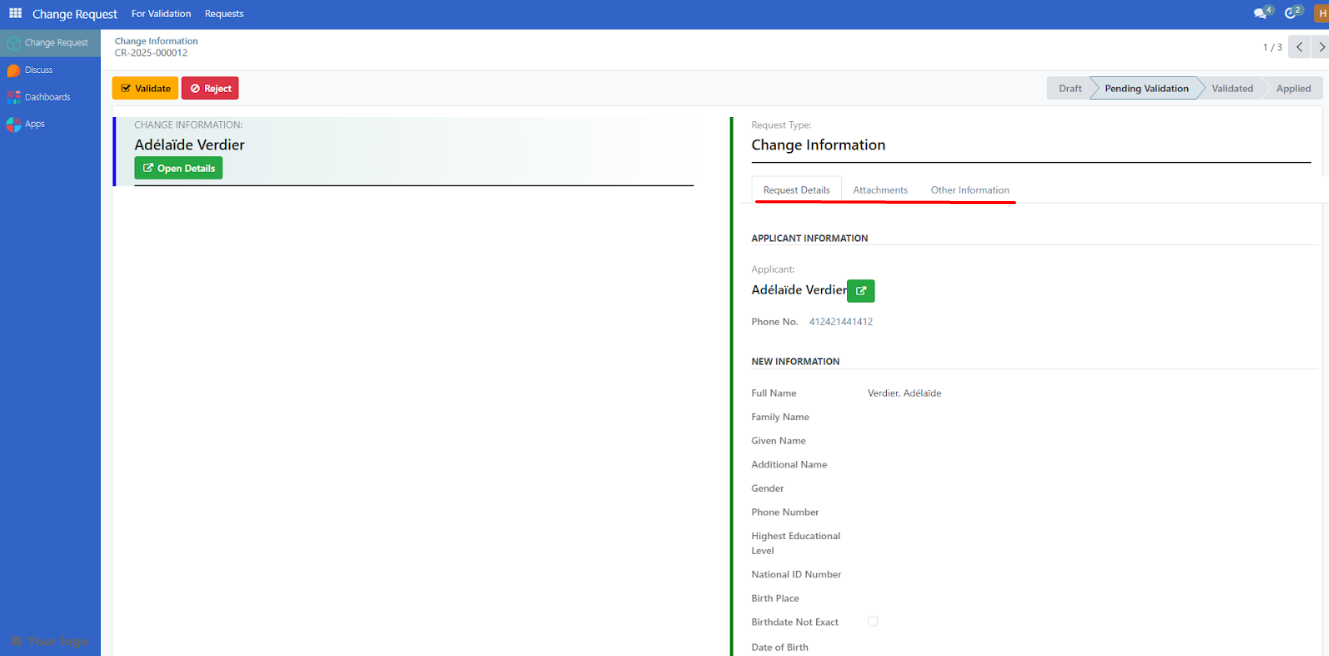 Change Request For Validation Requests 4 2 H
Change Request
Discuss
Dashboards
Apps
Your logo
Change Information
CR-2025-000012
1 / 3
Validate Reject
Draft Pending Validation Validated Applied
CHANGE INFORMATION:
Adélaïde Verdier
Open Details
Request Type:
Change Information
Request Details Attachments Other Information
APPLICANT INFORMATION
Applicant:
Adélaïde Verdier
Phone No. 412421441412
NEW INFORMATION
Full Name Verdier, Adélaïde
Family Name
Given Name
Additional Name
Gender
Phone Number
Highest Educational
Level
National ID Number
Birth Place
Birthdate Not Exact
Date of Birth